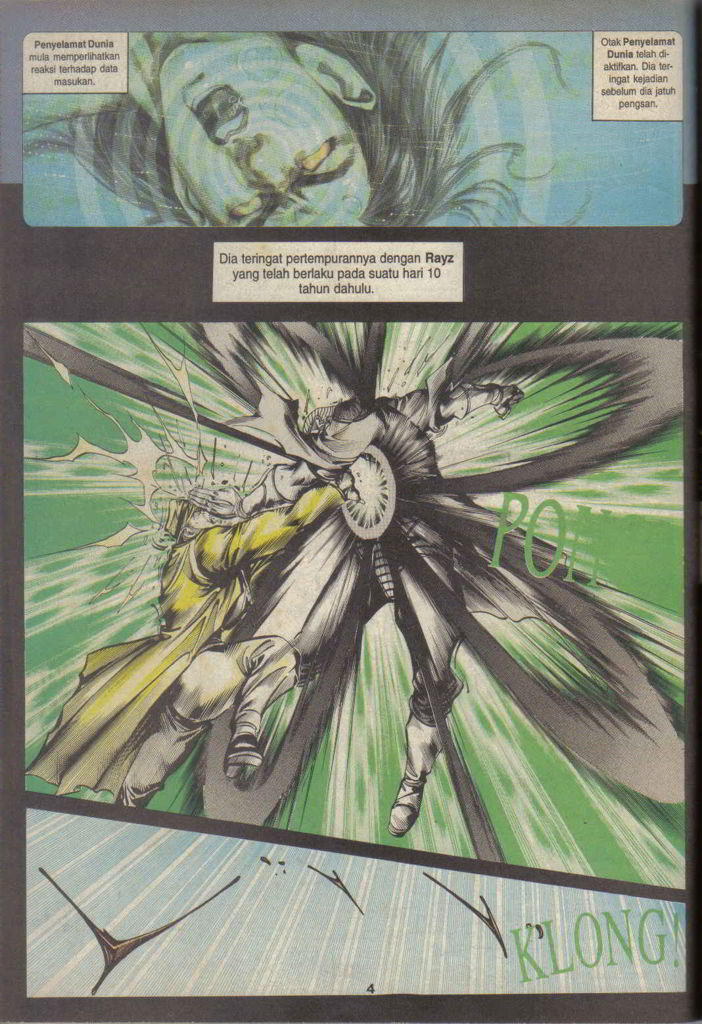 Penyelamat Dunia
mula memperlihatkan
reaksi terhadap data
masukan.
Otak Penyelamat
Dunia telah di-
aktifkan. Dia ter-
ingat kejadian
sebelum dia jatuh
pengsan.
Dia teringat pertempurannya dengan Rayz
yang telah berlaku pada suatu hari 10
tahun dahulu.
POH
K'LONG!
4